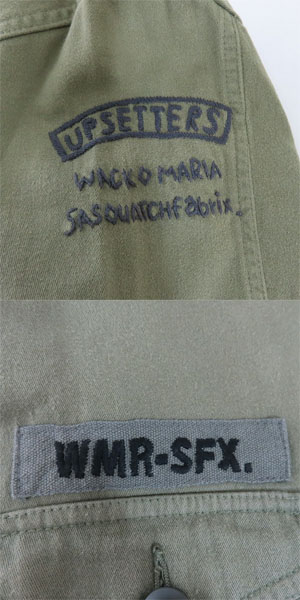 UPSETTERS
WACKO MARIA
SASQUATCHfabrix.
WMR-SFX.